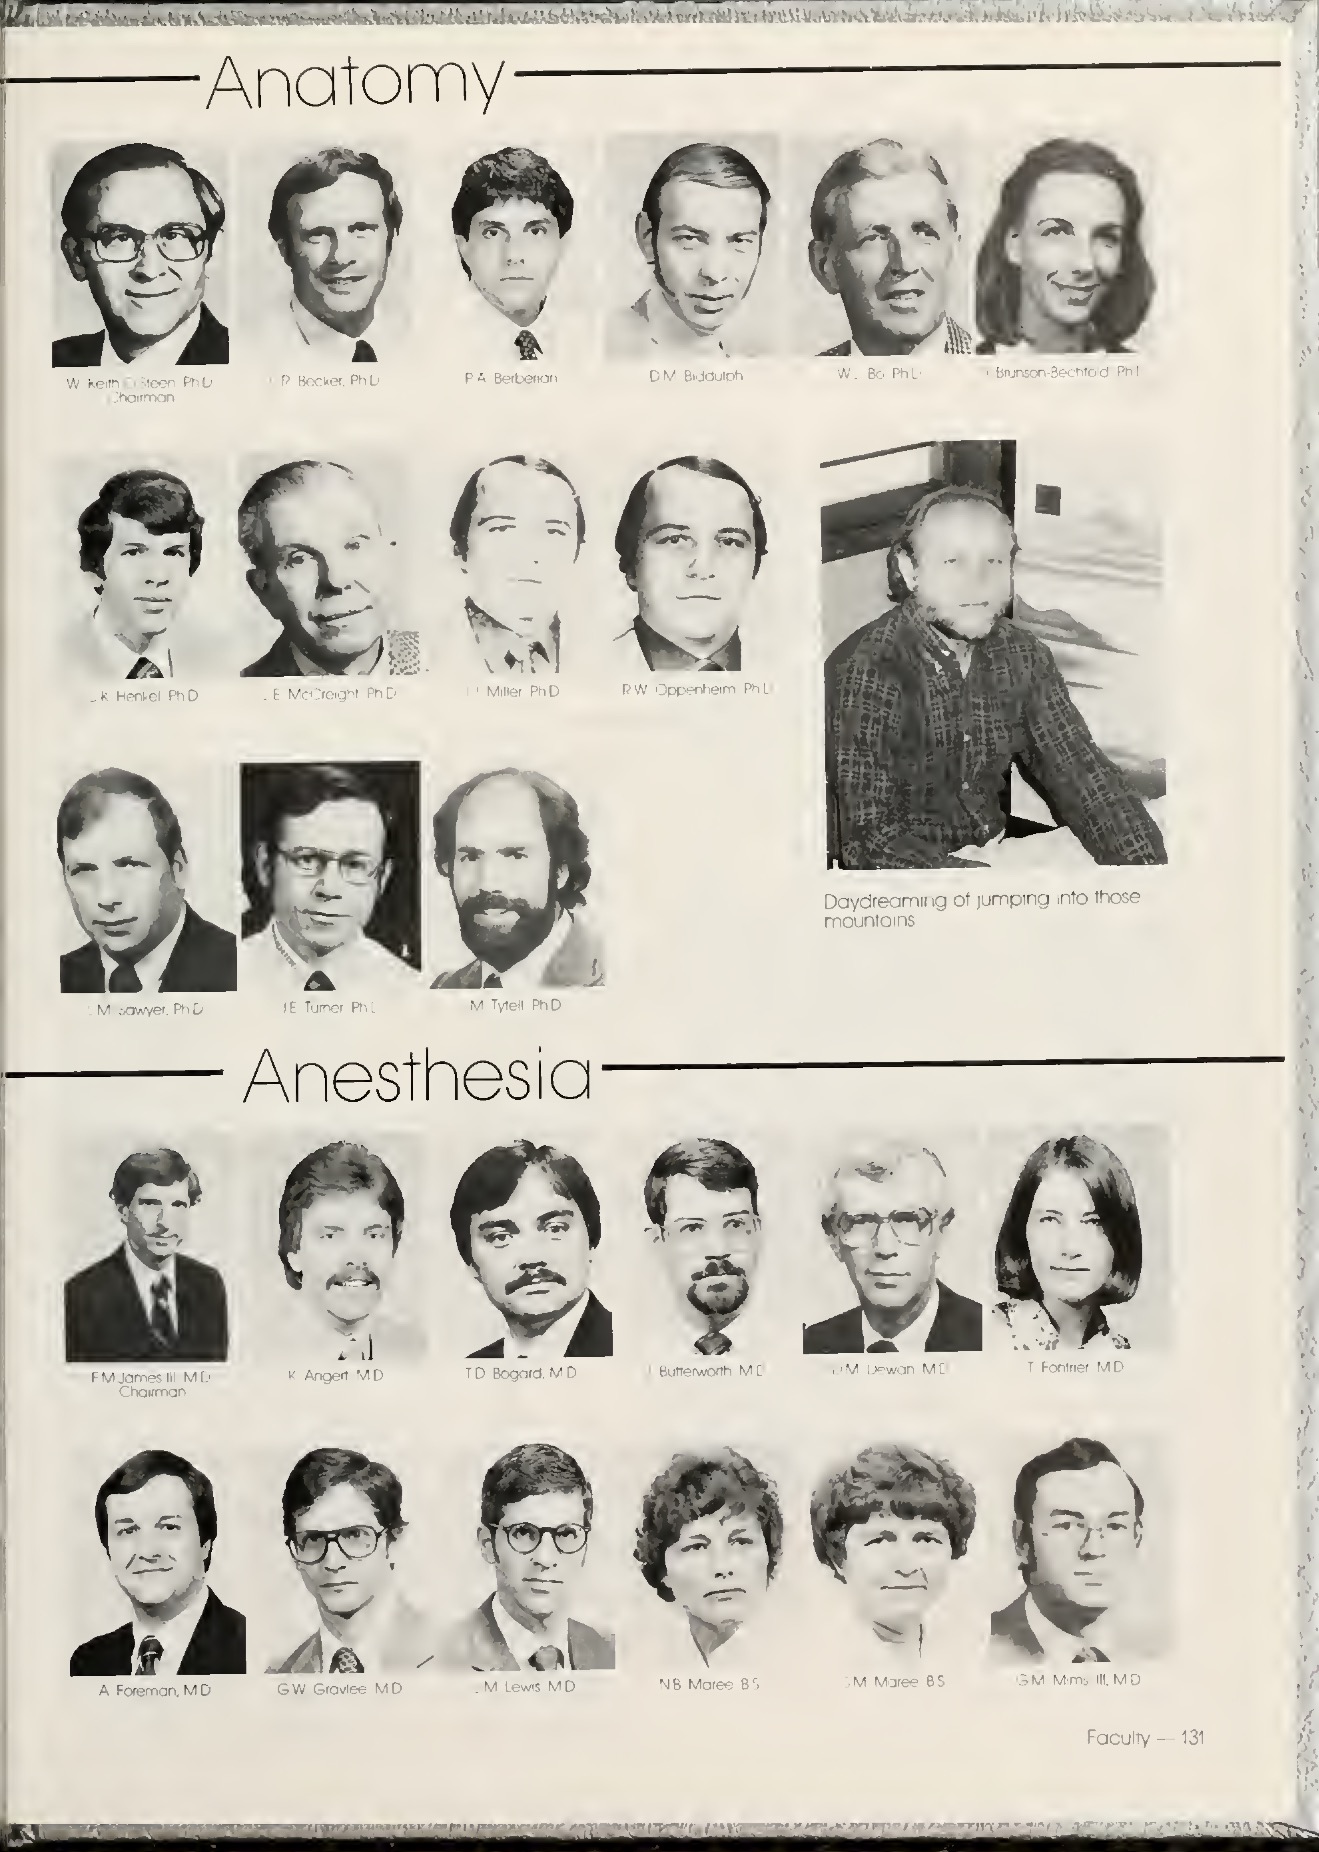 Anatomy
W. Keith O'Steen Ph.D
Chairman
R. Becker, Ph.D
P.A. Berberian
D.M. Biddulph
W.J. Bo Ph.D
Brunson-Bechtold Ph.D
K. Henkel Ph.D
E. McCreight Ph.D
Miller Ph.D
R.W. Oppenheim Ph.D
Daydreaming of jumping into those
mountains
M. Sawyer, Ph.D
J.E. Turner Ph.D
M. Tytell Ph.D
Anesthesia
F.M. James III M.D.
Chairman
K. Angert M.D
T.D. Bogard, M.D
Butterworth M.D
D.M. Dewan M.D
T. Fontner M.D
A. Foreman, M.D
G.W. Gravlee M.D
M. Lewis M.D
N.B. Maree B.S
M. Maree B.S
G.M. Mims III, M.D
Faculty — 131